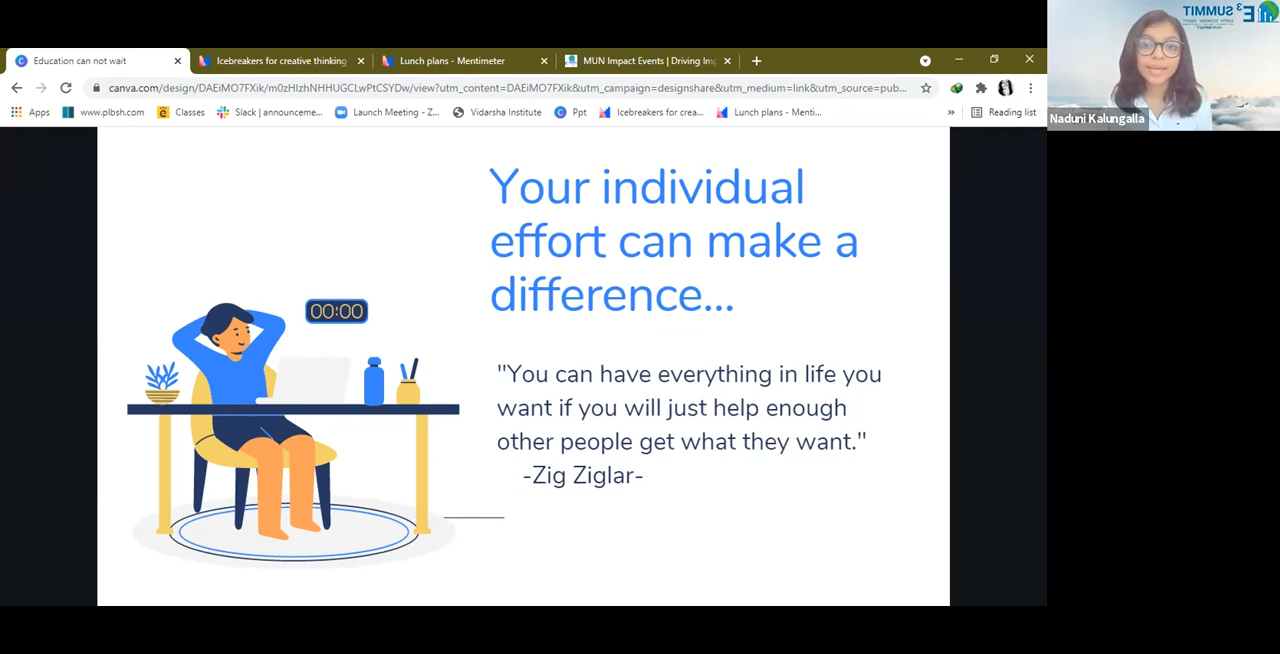 Education can not wait
Icebreakers for creative thinking
Lunch plans - Mentimeter
MUN Impact Events | Driving Imp
canva.com/design/DAEiMO7FXik/m0zHIzhNHHUGCLwPtCSYDw/view?utm_content=DAEiMO7FXik&utm_campaign=designshare&utm_medium=link&utm_source=pub...
Apps
www.plbsh.com
Classes
Slack | announceme...
Launch Meeting - Z...
Vidarsha Institute
Ppt
Icebreakers for crea...
Lunch plans - Menti...
»
Reading list
E³ SUMMIT
Naduni Kalungalla
Your individual
effort can make a
difference...
00:00
"You can have everything in life you
want if you will just help enough
other people get what they want."
-Zig Ziglar-